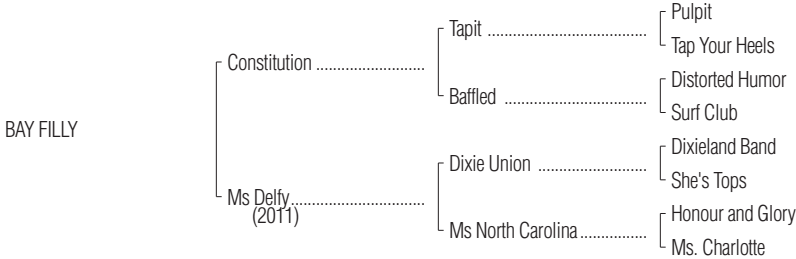 Pulpit
Tapit ......................................
Tap Your Heels
Constitution ..........................
Distorted Humor
Baffled ..................................
Surf Club
BAY FILLY
Dixieland Band
Dixie Union ..........................
She's Tops
Ms Delfy................................
(2011)
Honour and Glory
Ms North Carolina................
Ms. Charlotte